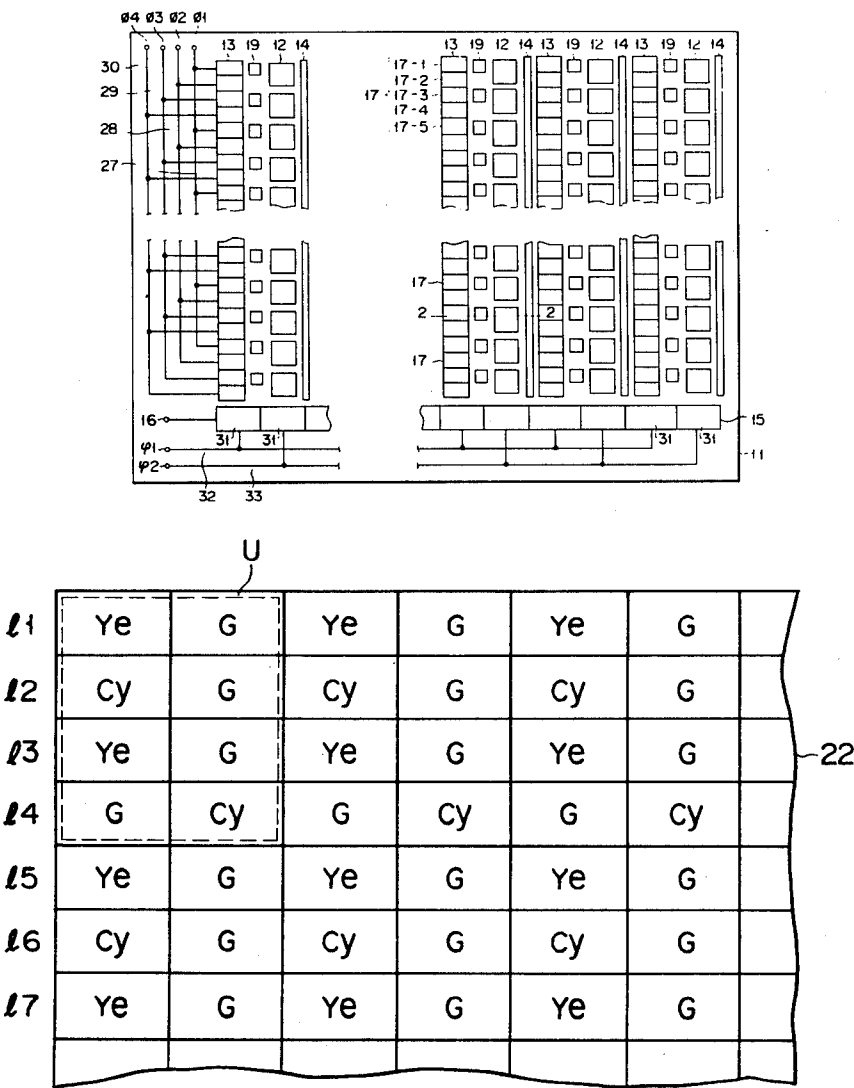 Ø4 Ø3 Ø2 Ø1
13 19 12 14 13 19 12 14 13 19 12 14 13 19 12 14
30 17-1
17-2
29 17 17-3
17-4
28 17-5
27
17
2 2
17
16 15
31 31 31 31
φ1
φ2 11
32 33
U
ℓ1 Ye G Ye G Ye G
ℓ2 Cy G Cy G Cy G
ℓ3 Ye G Ye G Ye G 22
ℓ4 G Cy G Cy G Cy
ℓ5 Ye G Ye G Ye G
ℓ6 Cy G Cy G Cy G
ℓ7 Ye G Ye G Ye G